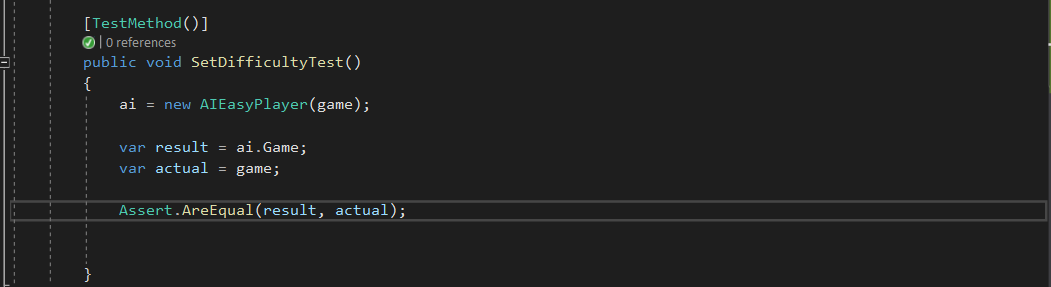 [TestMethod()]
| 0 references
public void SetDifficultyTest()
{
ai = new AIEasyPlayer(game);
var result = ai.Game;
var actual = game;
Assert.AreEqual(result, actual);
}